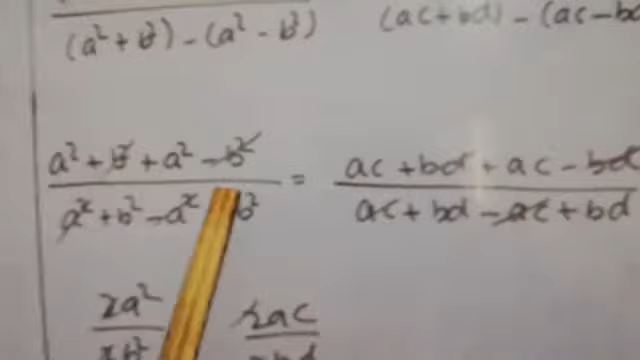 (a² + b²) - (a² - b²) (ac+bd) - (ac-bd
a² + b² + a² - b² = ac + bd + ac - bd
a² + b² - a² b² ac + bd - ac + bd
2a² 2ac